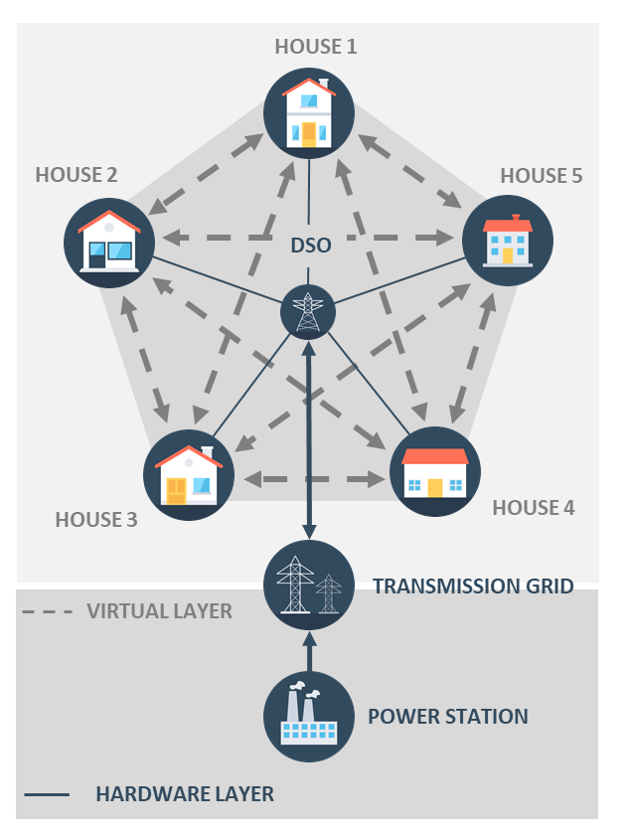 HOUSE 1
HOUSE 2
HOUSE 5
DSO
HOUSE 3
HOUSE 4
TRANSMISSION GRID
VIRTUAL LAYER
POWER STATION
HARDWARE LAYER